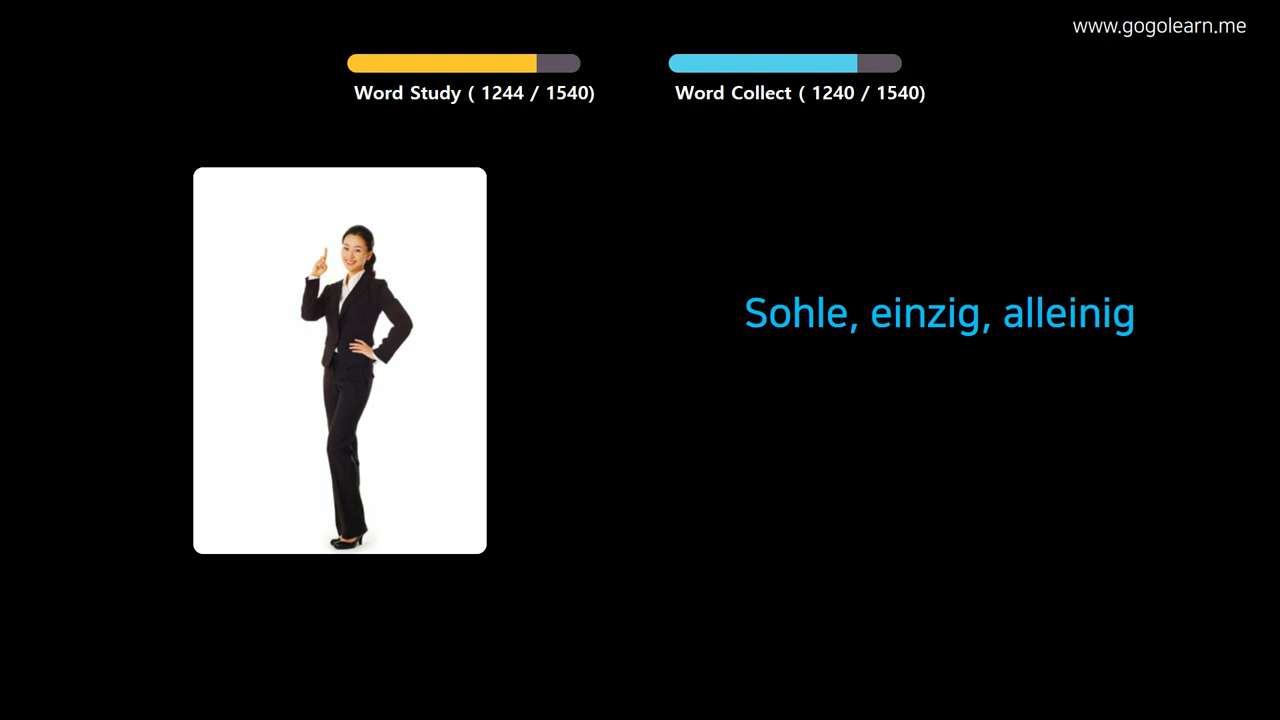 www.gogolearn.me
Word Study ( 1244 / 1540)
Word Collect ( 1240 / 1540)
Sohle, einzig, alleinig